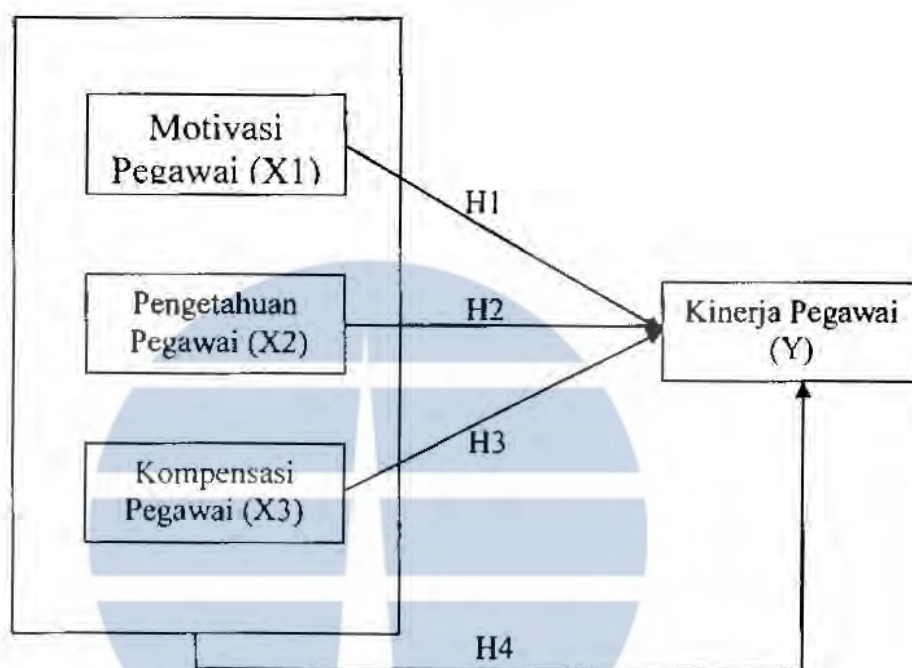 Motivasi
Pegawai (X1)
H1
Pengetahuan
Pegawai (X2)
H2
Kinerja Pegawai
(Y)
H3
Kompensasi
Pegawai (X3)
H4